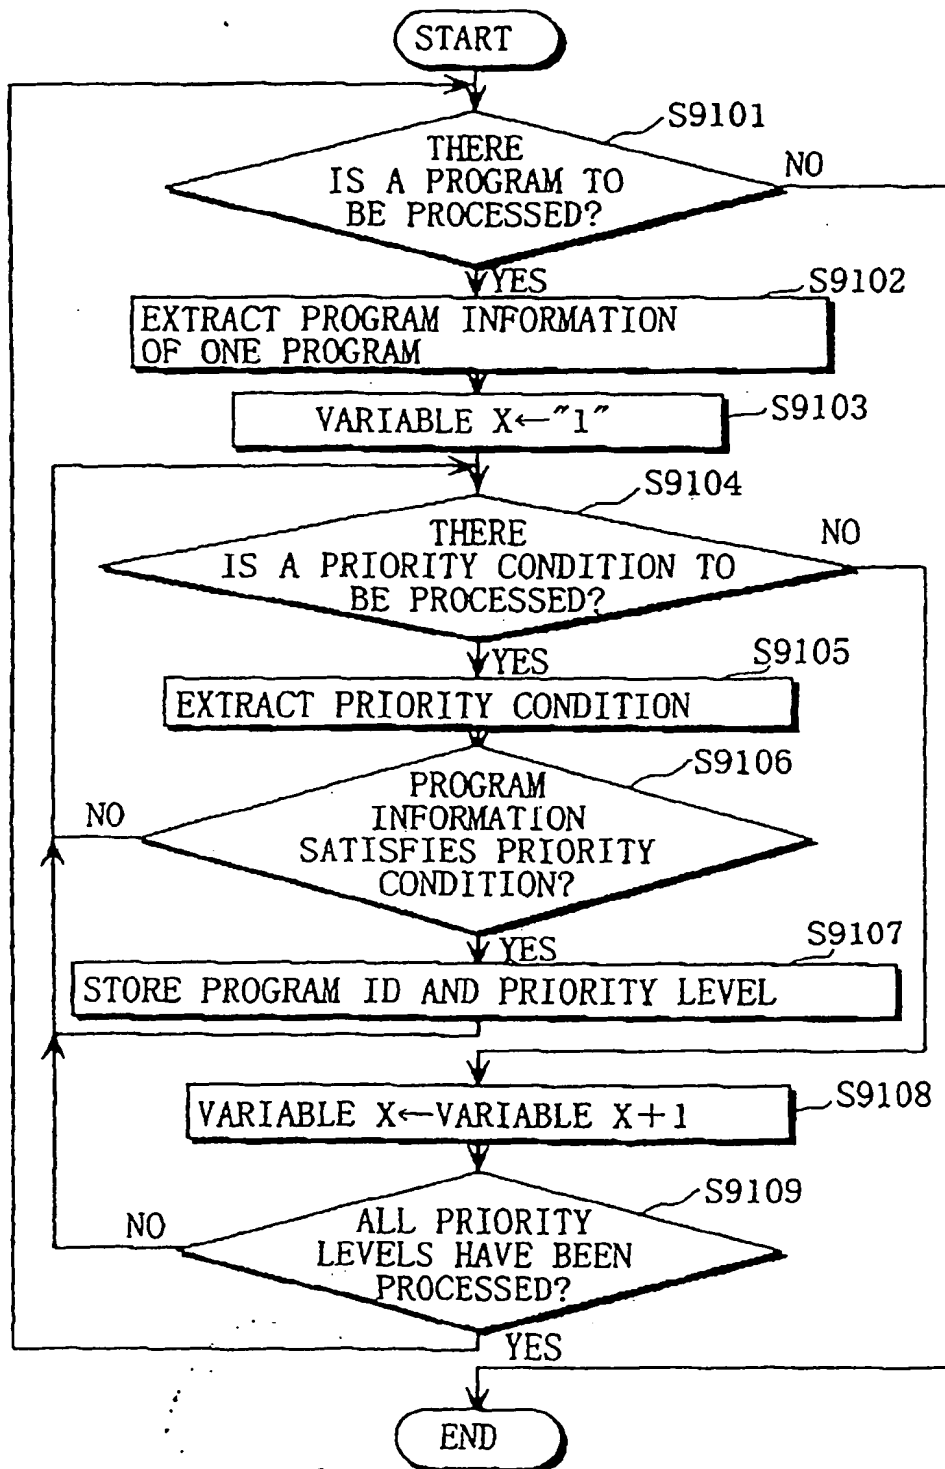 START
S9101
THERE
IS A PROGRAM TO
BE PROCESSED?
NO
YES
S9102
EXTRACT PROGRAM INFORMATION
OF ONE PROGRAM
VARIABLE X←"1"
S9103
S9104
THERE
IS A PRIORITY CONDITION TO
BE PROCESSED?
NO
YES
S9105
EXTRACT PRIORITY CONDITION
S9106
PROGRAM
INFORMATION
SATISFIES PRIORITY
CONDITION?
NO
YES
S9107
STORE PROGRAM ID AND PRIORITY LEVEL
VARIABLE X←VARIABLE X+1
S9108
S9109
ALL PRIORITY
LEVELS HAVE BEEN
PROCESSED?
NO
YES
END